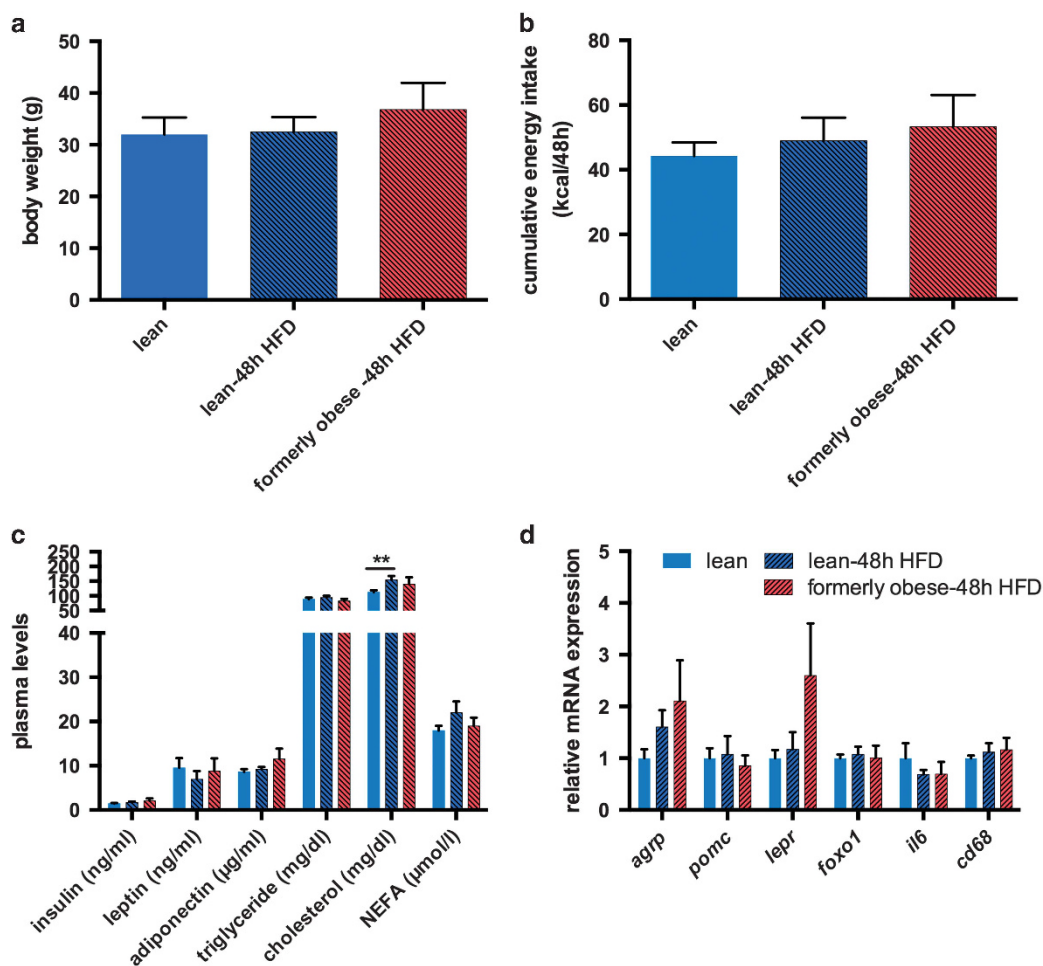 a
body weight (g)
50
40
30
20
10
0
lean
lean-48h HFD
formerly obese -48h HFD
b
cumulative energy intake
(kcal/48h)
80
60
40
20
0
lean
lean-48h HFD
formerly obese-48h HFD
c
plasma levels
250
200
150
100
50
40
30
20
10
0
**
insulin (ng/ml)
leptin (ng/ml)
adiponectin (µg/ml)
triglyceride (mg/dl)
cholesterol (mg/dl)
NEFA (µmol/l)
d
relative mRNA expression
5
4
3
2
1
0
lean
lean-48h HFD
formerly obese-48h HFD
agrp
pomc
lepr
foxo1
il6
cd68